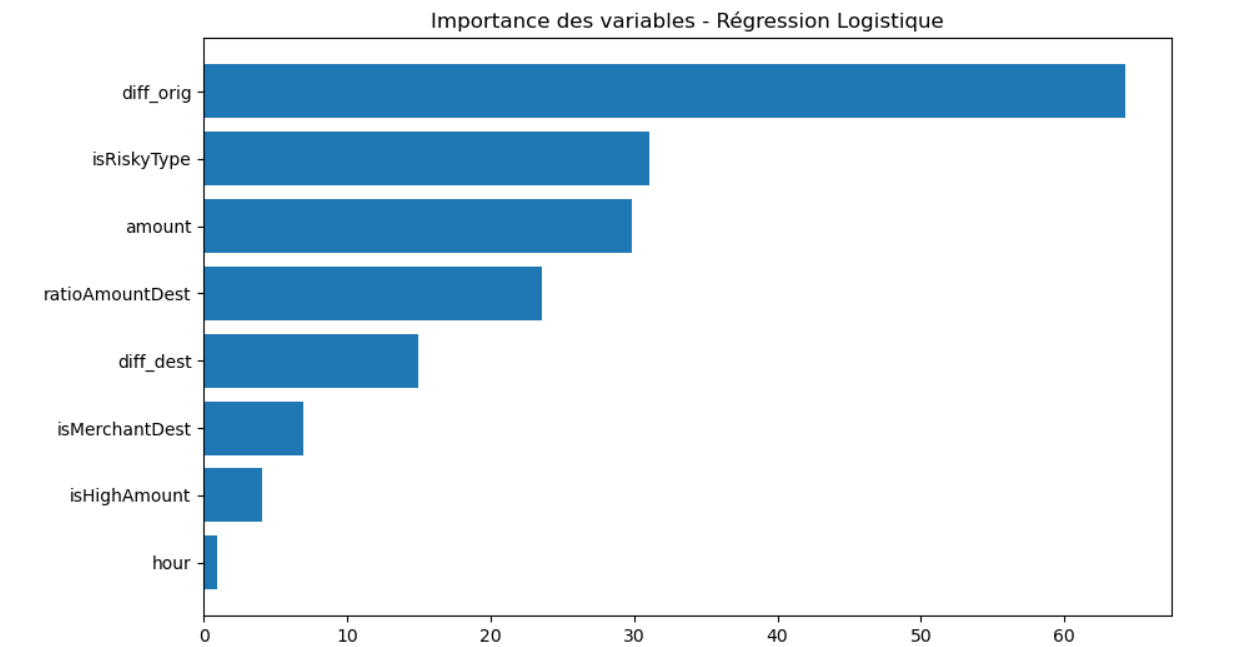 Importance des variables - Régression Logistique
diff_orig
isRiskyType
amount
ratioAmountDest
diff_dest
isMerchantDest
isHighAmount
hour
0 10 20 30 40 50 60